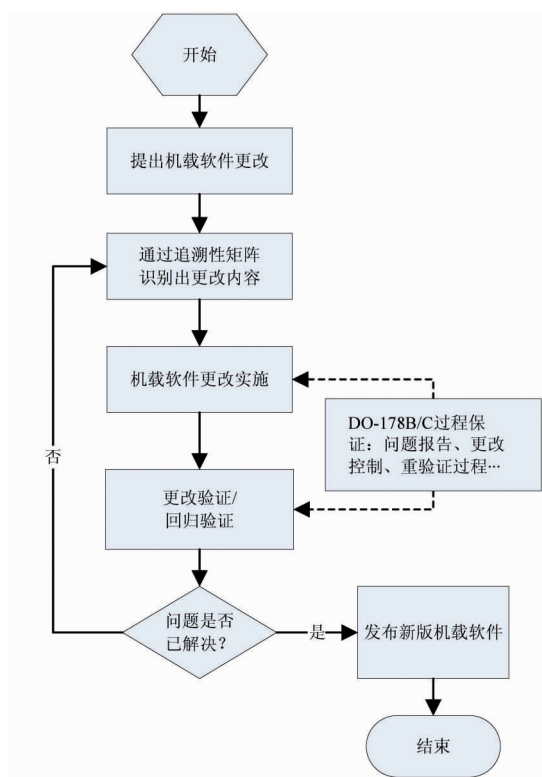 开始
提出机载软件更改
通过追溯性矩阵
识别出更改内容
机载软件更改实施
DO-178B/C过程保
证：问题报告、更改
控制、重验证过程…
否
更改验证/
回归验证
问题是否
已解决？
是
发布新版机载软件
结束